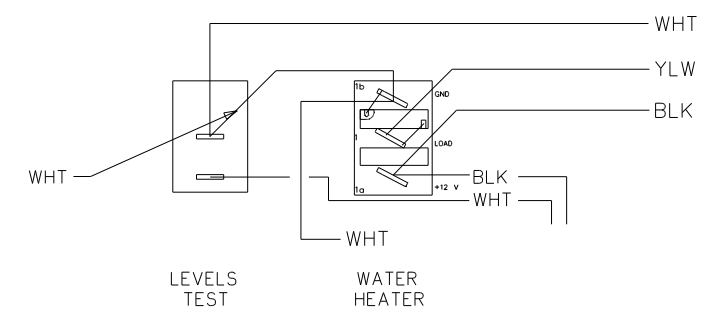 WHT
YLW
1b
GND
BLK
1
LOAD
WHT
BLK
1a
+12 V
WHT
WHT
LEVELS
TEST
WATER
HEATER